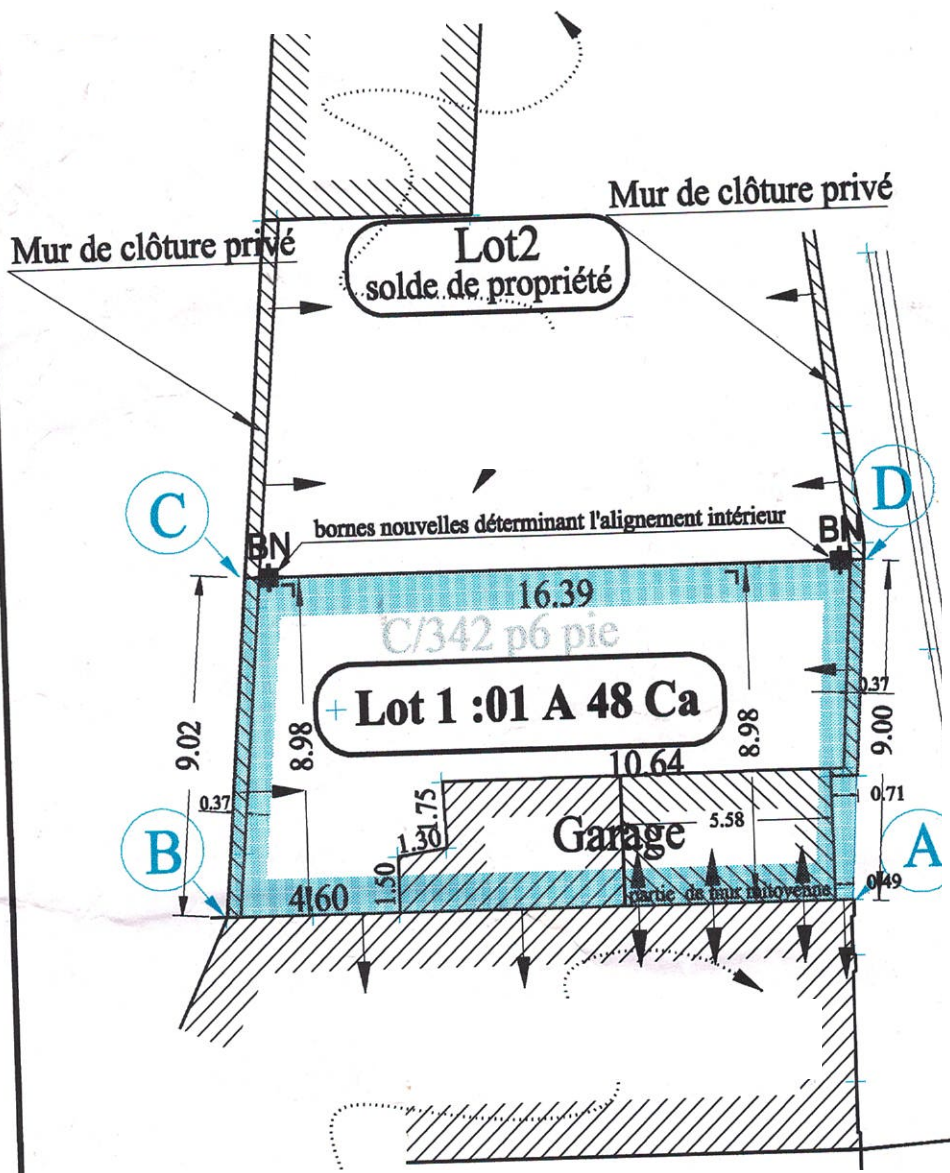 Mur de clôture privé
Mur de clôture privé
Lot2
solde de propriété
C
D
bornes nouvelles déterminant l'alignement intérieur
BN
BN
16.39
C/342 p6 pie
Lot 1 :01 A 48 Ca
9.02
8.98
8.98
9.00
0.37
0.37
10.64
0.71
1.75
Garage
5.58
1.30
B
A
4.60
1.50
0.49
partie de mur mitoyenne